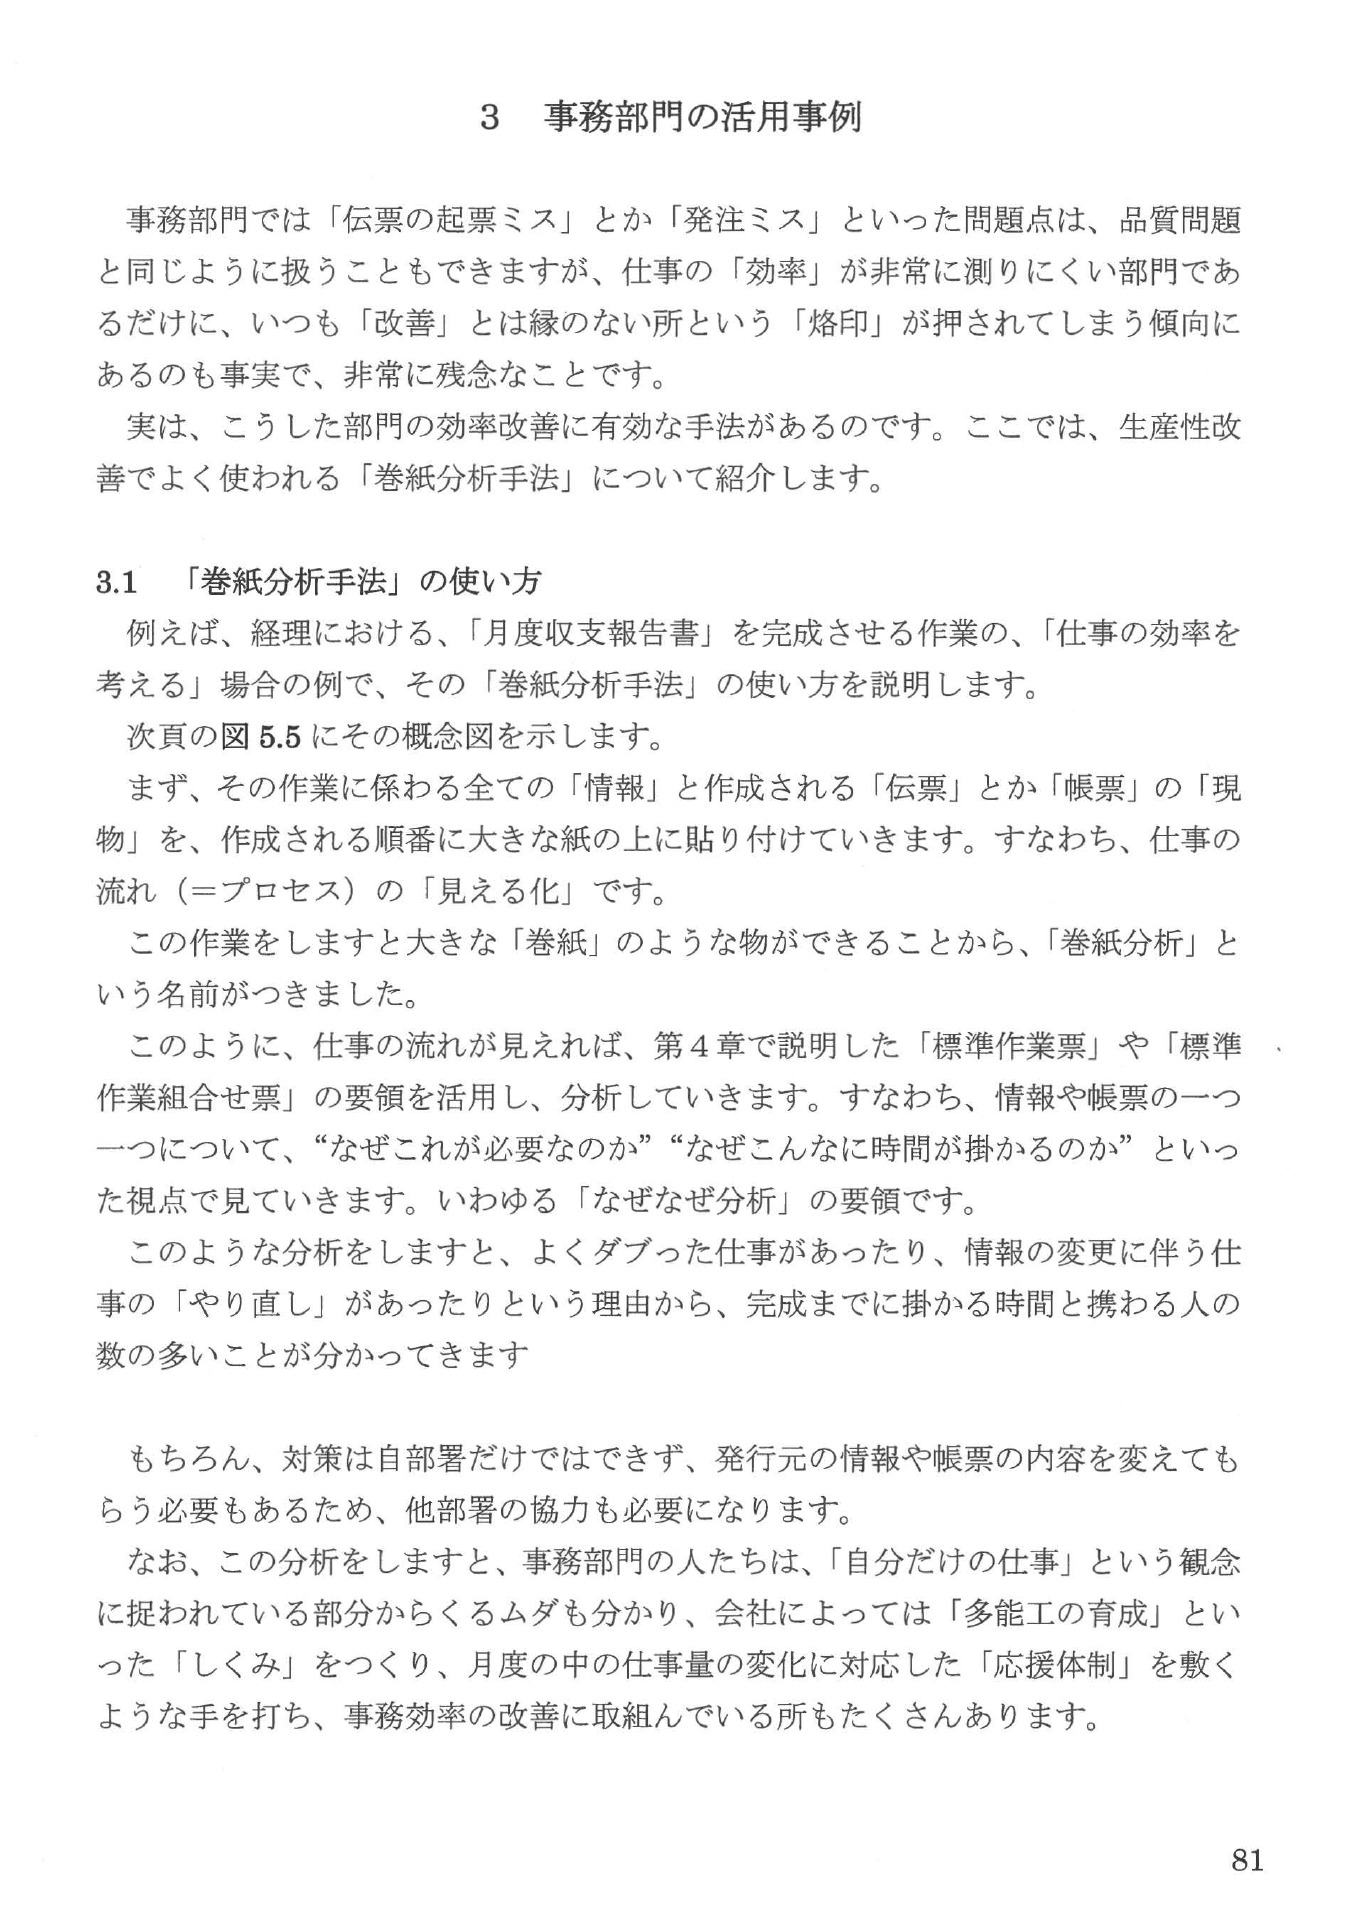 3　事務部門の活用事例
事務部門では「伝票の起票ミス」とか「発注ミス」といった問題点は、品質問題
と同じように扱うこともできますが、仕事の「効率」が非常に測りにくい部門であ
るだけに、いつも「改善」とは縁のない所という「烙印」が押されてしまう傾向に
あるのも事実で、非常に残念なことです。
実は、こうした部門の効率改善に有効な手法があるのです。ここでは、生産性改
善でよく使われる「巻紙分析手法」について紹介します。
3.1　「巻紙分析手法」の使い方
例えば、経理における、「月度収支報告書」を完成させる作業の、「仕事の効率を
考える」場合の例で、その「巻紙分析手法」の使い方を説明します。
次頁の図 5.5 にその概念図を示します。
まず、その作業に係わる全ての「情報」と作成される「伝票」とか「帳票」の「現
物」を、作成される順番に大きな紙の上に貼り付けていきます。すなわち、仕事の
流れ（＝プロセス）の「見える化」です。
この作業をしますと大きな「巻紙」のような物ができることから、「巻紙分析」と
いう名前がつきました。
このように、仕事の流れが見えれば、第４章で説明した「標準作業票」や「標準
作業組合せ票」の要領を活用し、分析していきます。すなわち、情報や帳票の一つ
一つについて、“なぜこれが必要なのか” “なぜこんなに時間が掛かるのか” といっ
た視点で見ていきます。いわゆる「なぜなぜ分析」の要領です。
このような分析をしますと、よくダブった仕事があったり、情報の変更に伴う仕
事の「やり直し」があったりという理由から、完成までに掛かる時間と携わる人の
数の多いことが分かってきます
もちろん、対策は自部署だけではできず、発行元の情報や帳票の内容を変えても
らう必要もあるため、他部署の協力も必要になります。
なお、この分析をしますと、事務部門の人たちは、「自分だけの仕事」という観念
に捉われている部分からくるムダも分かり、会社によっては「多能工の育成」とい
った「しくみ」をつくり、月度の中の仕事量の変化に対応した「応援体制」を敷く
ような手を打ち、事務効率の改善に取組んでいる所もたくさんあります。
81